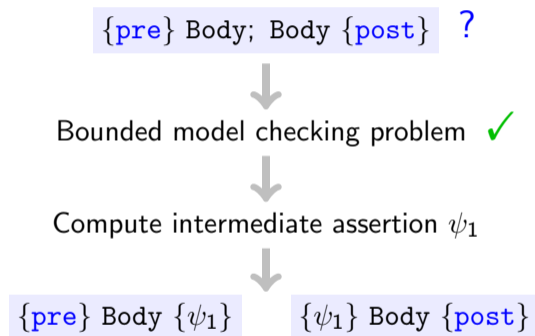 {pre} Body; Body {post} ?
Bounded model checking problem ✓
Compute intermediate assertion ψ₁
{pre} Body {ψ₁} {ψ₁} Body {post}